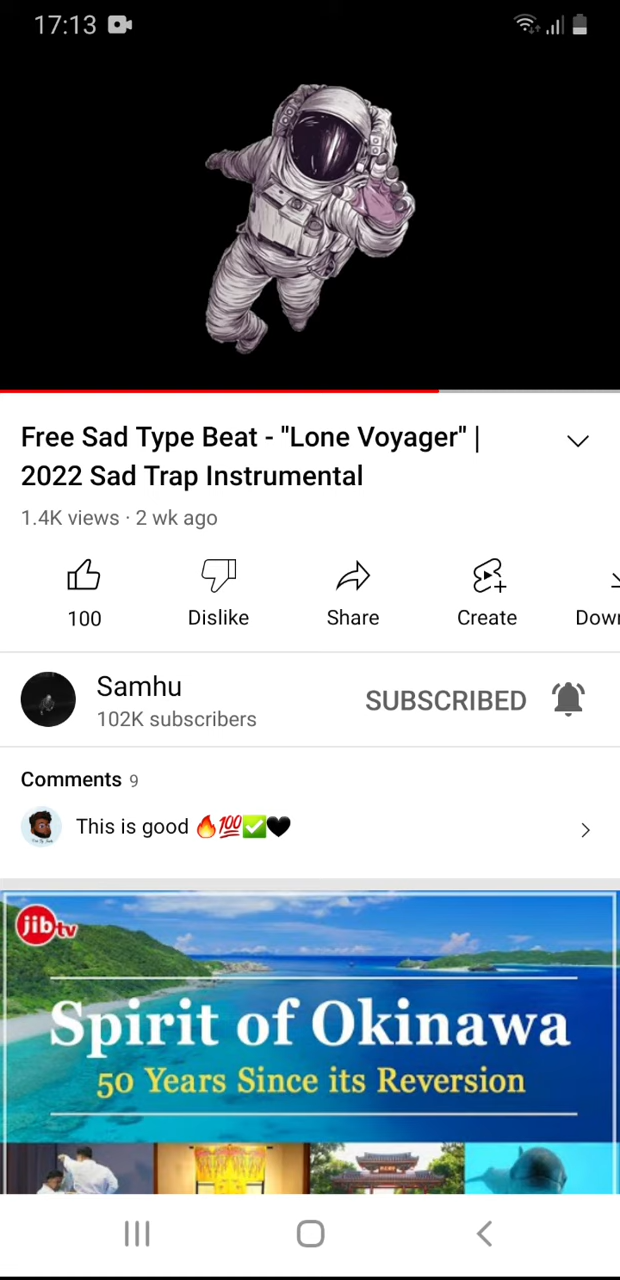 17:13
Free Sad Type Beat - "Lone Voyager" |
2022 Sad Trap Instrumental
1.4K views · 2 wk ago
100
Dislike
Share
Create
Down
Samhu
102K subscribers
SUBSCRIBED
Comments 9
This is good 🔥💯✅🖤
jibtv
Spirit of Okinawa
50 Years Since its Reversion